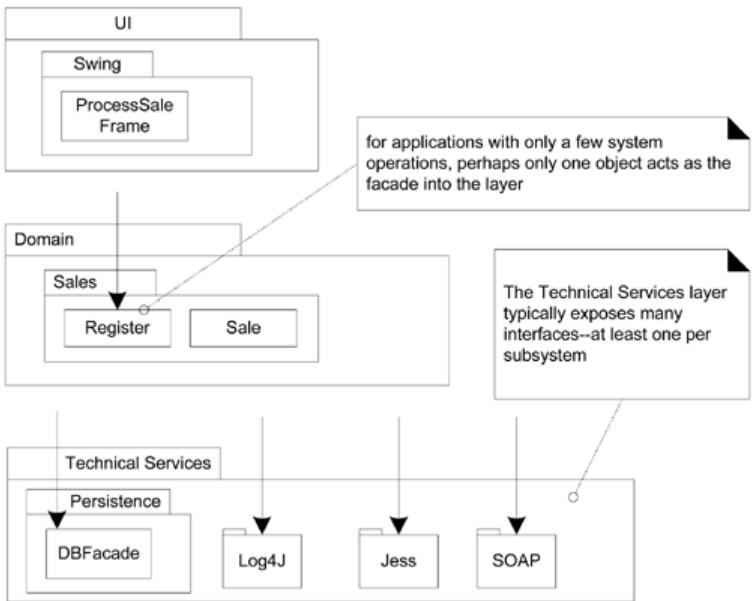 UI
Swing
ProcessSale
Frame
for applications with only a few system
operations, perhaps only one object acts as the
facade into the layer
Domain
Sales
Register
Sale
The Technical Services layer
typically exposes many
interfaces--at least one per
subsystem
Technical Services
Persistence
DBFacade
Log4J
Jess
SOAP